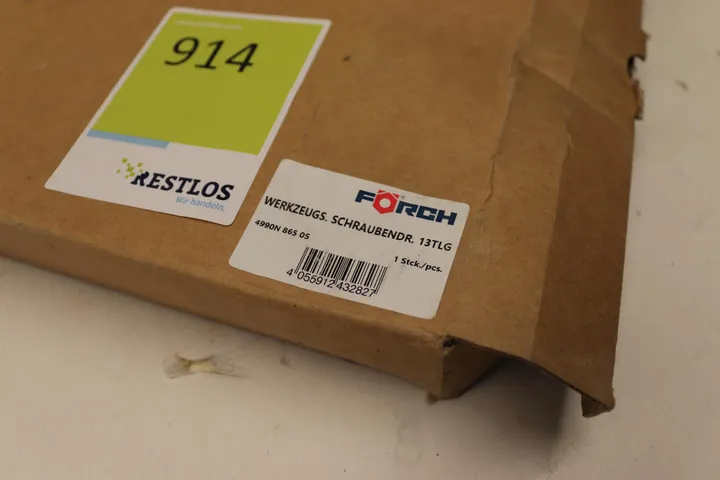 914
RESTLOS
Wir handeln.
FÖRCH
WERKZEUGS. SCHRAUBENDR. 13TLG
4990N 865 05
1 Stck./pcs.
4 055912 432827